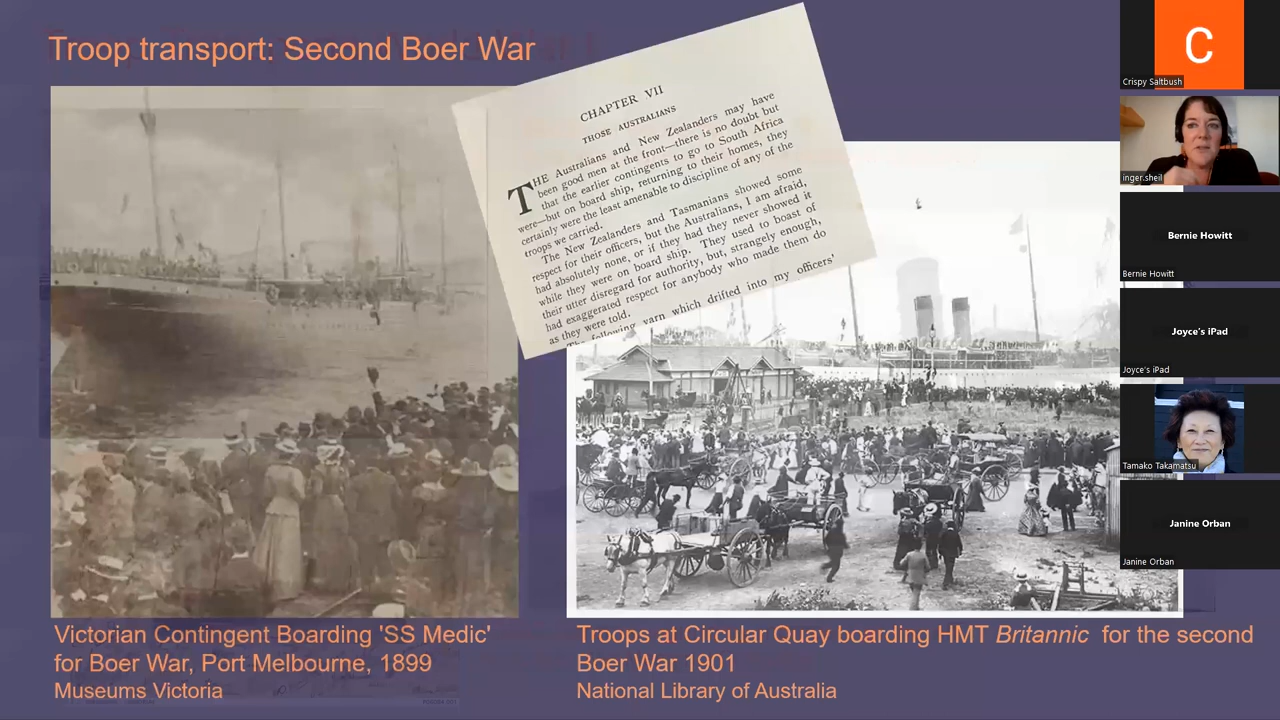 Troop transport: Second Boer War
CHAPTER VII
THOSE AUSTRALIANS
THE Australians and New Zealanders may have
been good men at the front—there is no doubt but
that the earlier contingents to go to South Africa
were—but on board ship, returning to their homes, they
certainly were the least amenable to discipline of any of the
troops we carried.
The New Zealanders and Tasmanians showed some
respect for their officers, but the Australians, I am afraid,
had absolutely none, or if they had they never showed it
while they were on board ship. They used to boast of
their utter disregard for authority, but, strangely enough,
had exaggerated respect for anybody who made them do
as they were told.
The following yarn which drifted into my officers'
Victorian Contingent Boarding 'SS Medic'
for Boer War, Port Melbourne, 1899
Museums Victoria
Troops at Circular Quay boarding HMT Britannic for the second
Boer War 1901
National Library of Australia
C
Crispy Saltbush
inger.sheil
Bernie Howitt
Bernie Howitt
Joyce's iPad
Joyce's iPad
Tamako Takamatsu
Janine Orban
Janine Orban